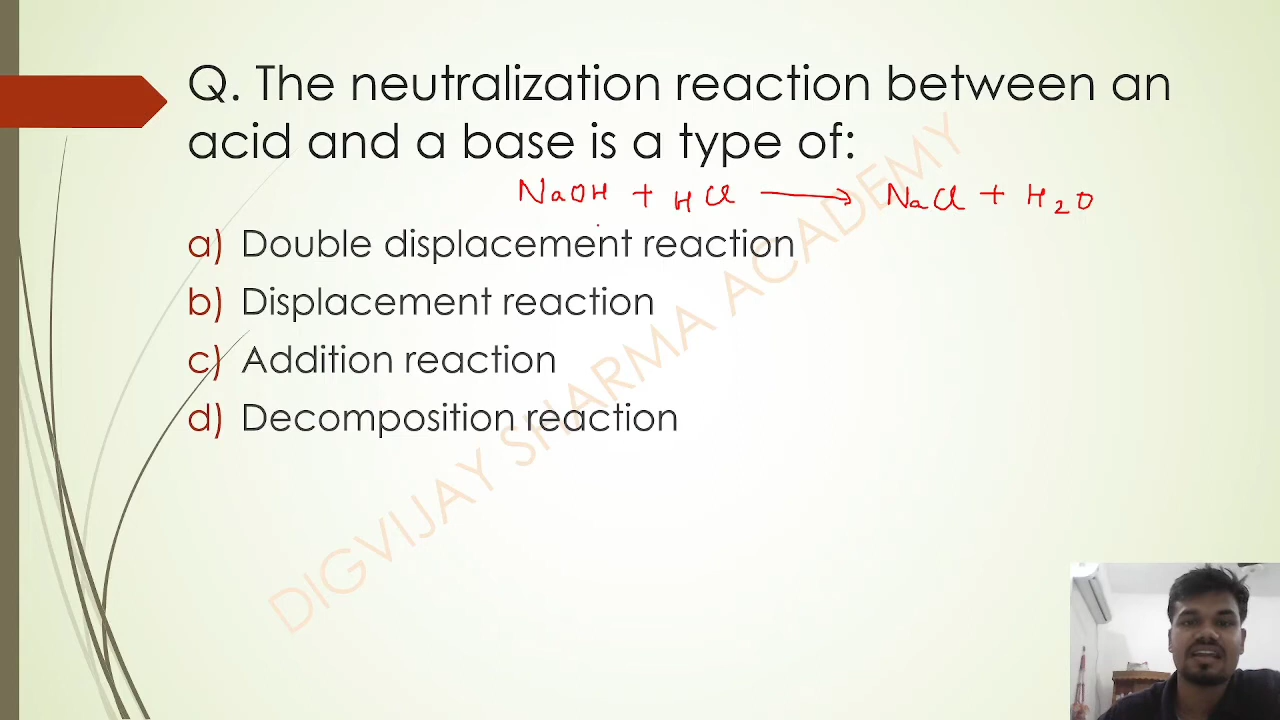 Q. The neutralization reaction between an
acid and a base is a type of:
NaOH + HCl ⟶ NaCl + H₂O
a) Double displacement reaction
b) Displacement reaction
c) Addition reaction
d) Decomposition reaction
DIGVIJAY SHARMA ACADEMY